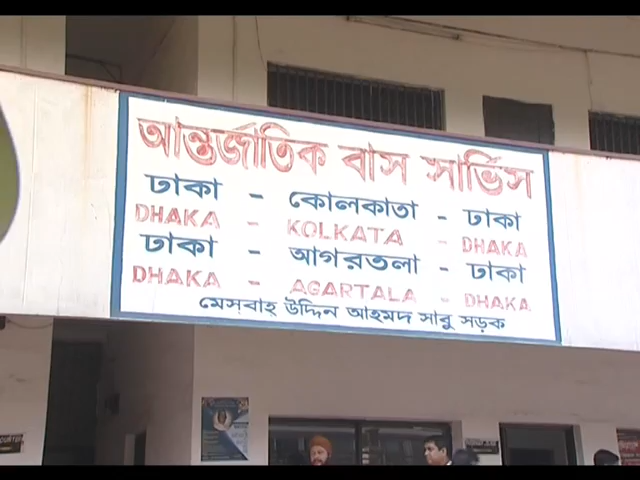 আন্তর্জাতিক বাস সার্ভিস
ঢাকা - কোলকাতা - ঢাকা
DHAKA - KOLKATA - DHAKA
ঢাকা - আগরতলা - ঢাকা
DHAKA - AGARTALA - DHAKA
মেসবাহ্ উদ্দিন আহমদ সাবু সড়ক